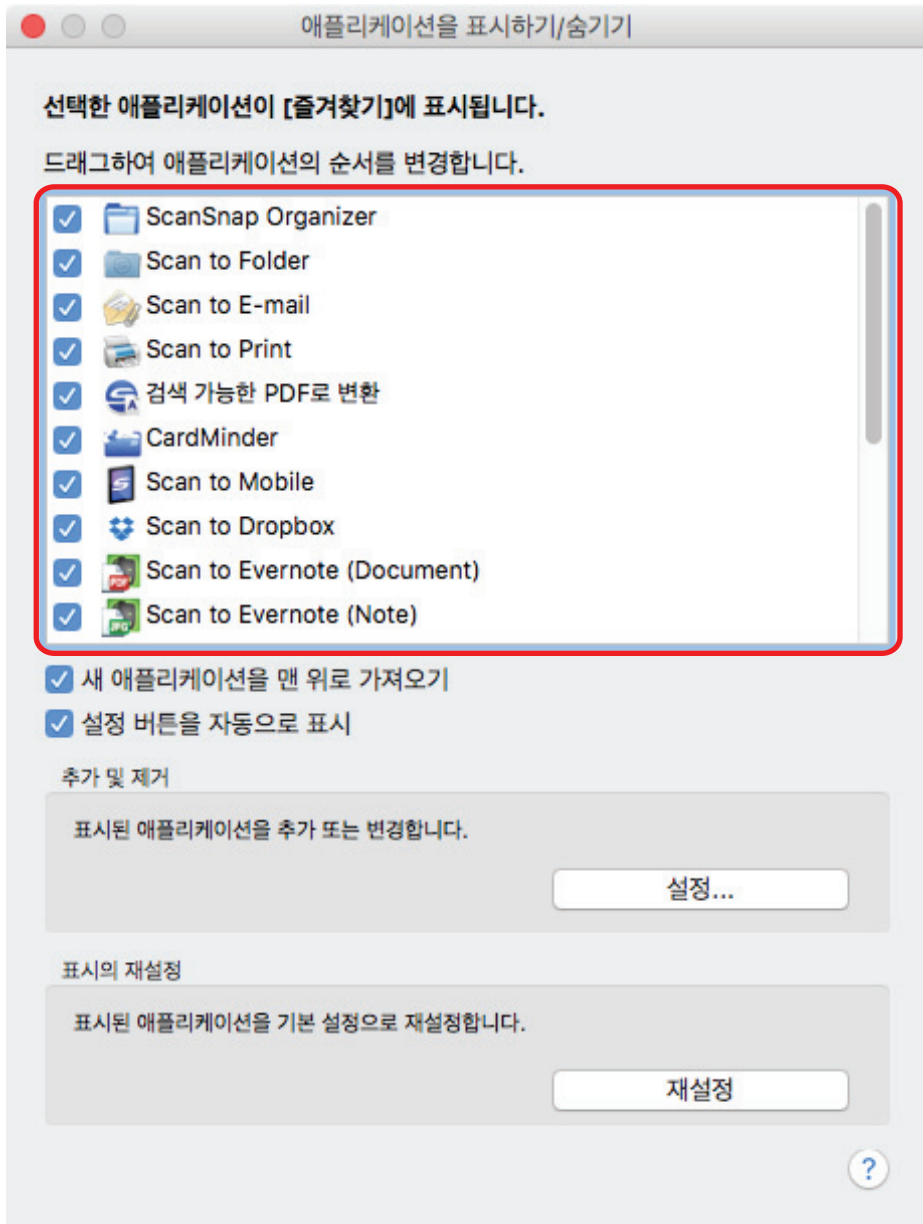 애플리케이션을 표시하기/숨기기
선택한 애플리케이션이 [즐겨찾기]에 표시됩니다.
드래그하여 애플리케이션의 순서를 변경합니다.
ScanSnap Organizer
Scan to Folder
Scan to E-mail
Scan to Print
검색 가능한 PDF로 변환
CardMinder
Scan to Mobile
Scan to Dropbox
Scan to Evernote (Document)
Scan to Evernote (Note)
새 애플리케이션을 맨 위로 가져오기
설정 버튼을 자동으로 표시
추가 및 제거
표시된 애플리케이션을 추가 또는 변경합니다.
설정...
표시의 재설정
표시된 애플리케이션을 기본 설정으로 재설정합니다.
재설정
?